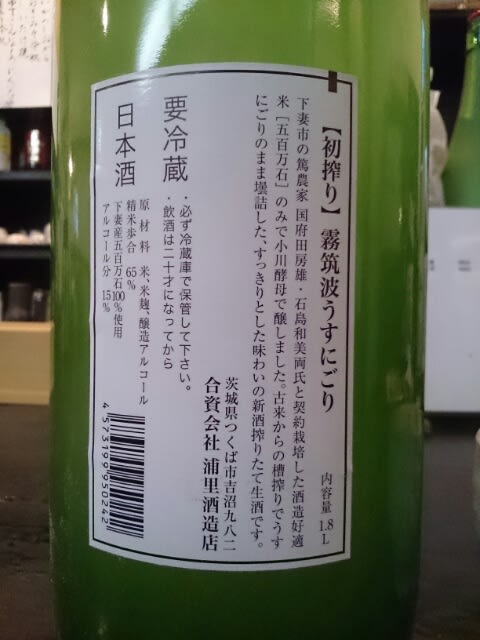 【初搾り】霧筑波うすにごり
内容量 1.8L
下妻市の篤農家 国府田房雄・石島和美両氏と契約栽培した酒造好適
米［五百万石］のみで小川酵母で醸しました。古来からの槽搾りでうす
にごりのまま壜詰した、すっきりとした味わいの新酒搾りたて生酒です。
茨城県つくば市吉沼九八二
合資会社 浦里酒造店
要冷蔵
・必ず冷蔵庫で保管して下さい。
・飲酒は二十才になってから
日本酒
原材料 米、米麹、醸造アルコール
精米歩合 65%
下妻産五百万石100%使用
アルコール分 15%
4573199950242